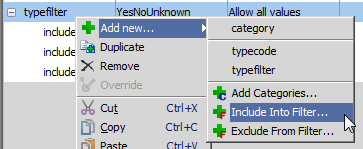 typefilter YesNoUnknown Allow all values
include Add new...
include Duplicate
include Remove
Override
Cut Ctrl+X
Copy Ctrl+C
Paste Ctrl+V
category
typecode
typefilter
Add Categories...
Include Into Filter...
Exclude From Filter...